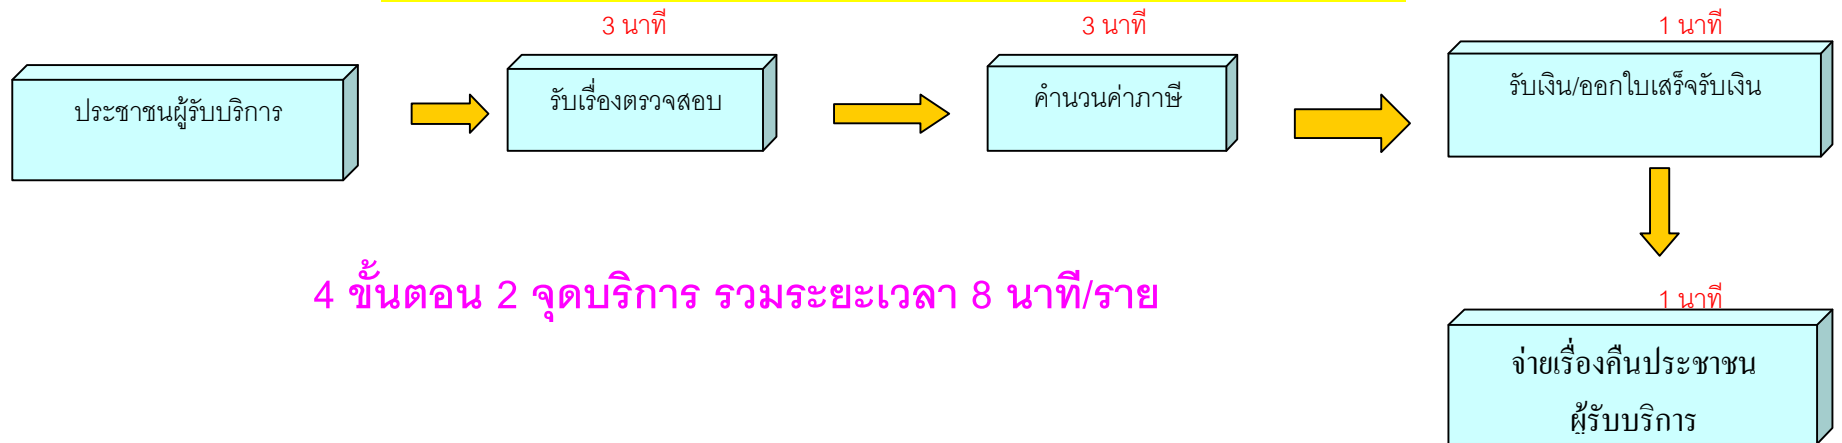 3 นาที
3 นาที
1 นาที
ประชาชนผู้รับบริการ
รับเรื่องตรวจสอบ
คำนวนค่าภาษี
รับเงิน/ออกใบเสร็จรับเงิน
4 ขั้นตอน 2 จุดบริการ รวมระยะเวลา 8 นาที/ราย
1 นาที
จ่ายเรื่องคืนประชาชน
ผู้รับบริการ